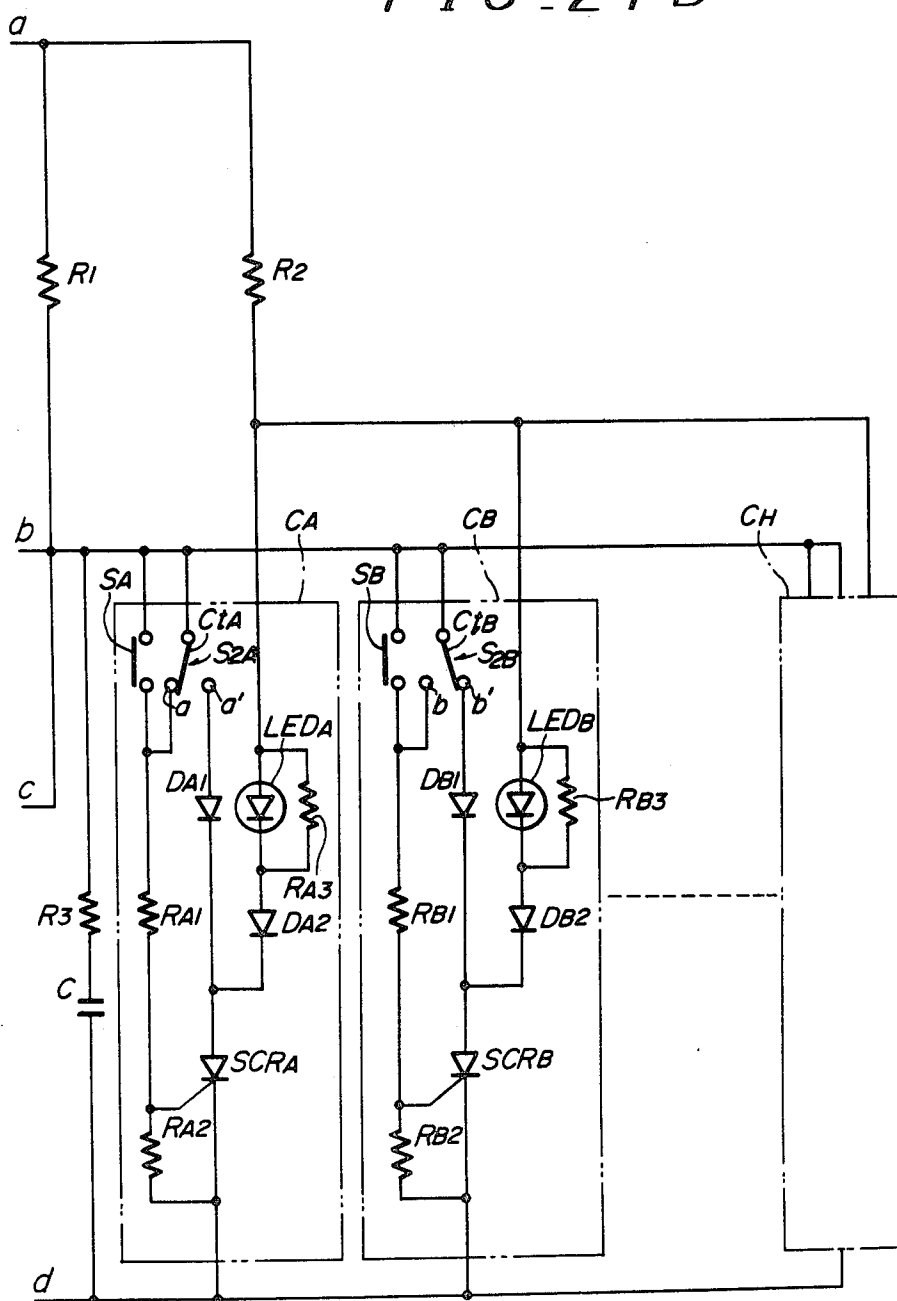 a
R1
R2
b
CA
CB
CH
SA
CtA
S2A
a
a'
SB
CtB
S2B
b
b'
LEDA
LEDB
c
DA1
DB1
RA3
RB3
R3
RA1
DA2
RB1
DB2
C
SCRA
SCRB
RA2
RB2
d